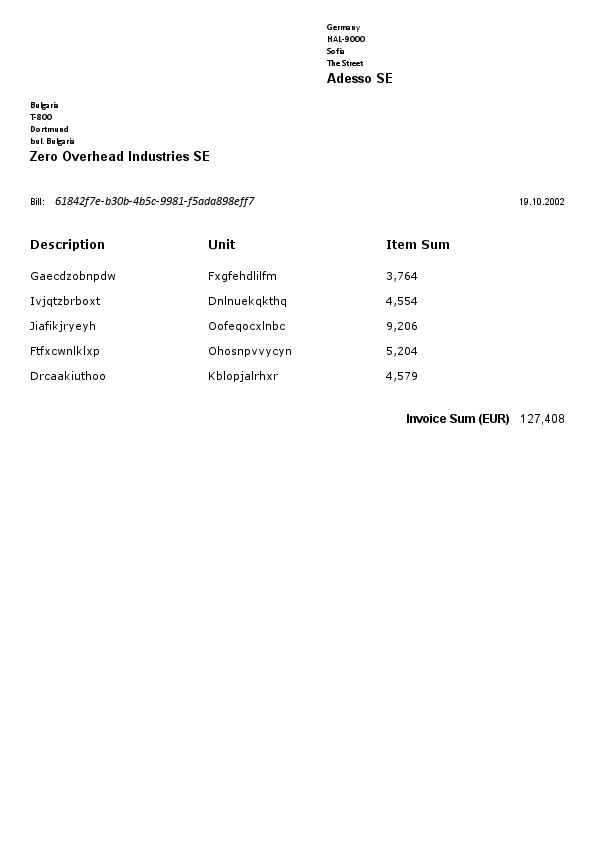 Germany
HAL-9000
Sofia
The Street
Adesso SE
Bulgaria
T-800
Dortmund
bul. Bulgaria
Zero Overhead Industries SE
Bill: 61842f7e-b30b-4b5c-9981-f5ada898eff7 19.10.2002
Description Unit Item Sum
Gaecdzobnpdw Fxgfehdlilfm 3,764
Ivjqtzbrboxt Dnlnuekqkthq 4,554
Jiafikjryeyh Oofeqocxlnbc 9,206
Ftfxcwnlklxp Ohosnpvvycyn 5,204
Drcaakiuthoo Kblopjalrhxr 4,579
Invoice Sum (EUR) 127,408